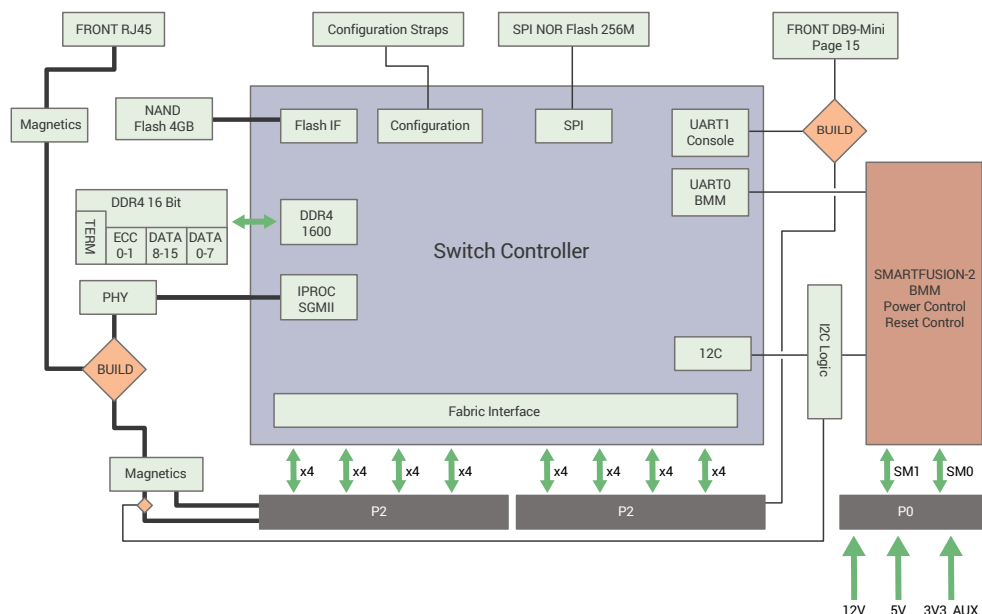 FRONT RJ45
Configuration Straps
SPI NOR Flash 256M
FRONT DB9-Mini
Page 15
Magnetics
NAND
Flash 4GB
Flash IF
Configuration
SPI
UART1
Console
BUILD
UART0
BMM
DDR4 16 Bit
TERM
ECC
0-1
DATA
8-15
DATA
0-7
DDR4
1600
Switch Controller
SMARTFUSION-2
BMM
Power Control
Reset Control
PHY
IPROC
SGMII
I2C Logic
12C
BUILD
Fabric Interface
Magnetics
x4
x4
x4
x4
x4
x4
x4
x4
SM1
SM0
P2
P2
P0
12V
5V
3V3_AUX